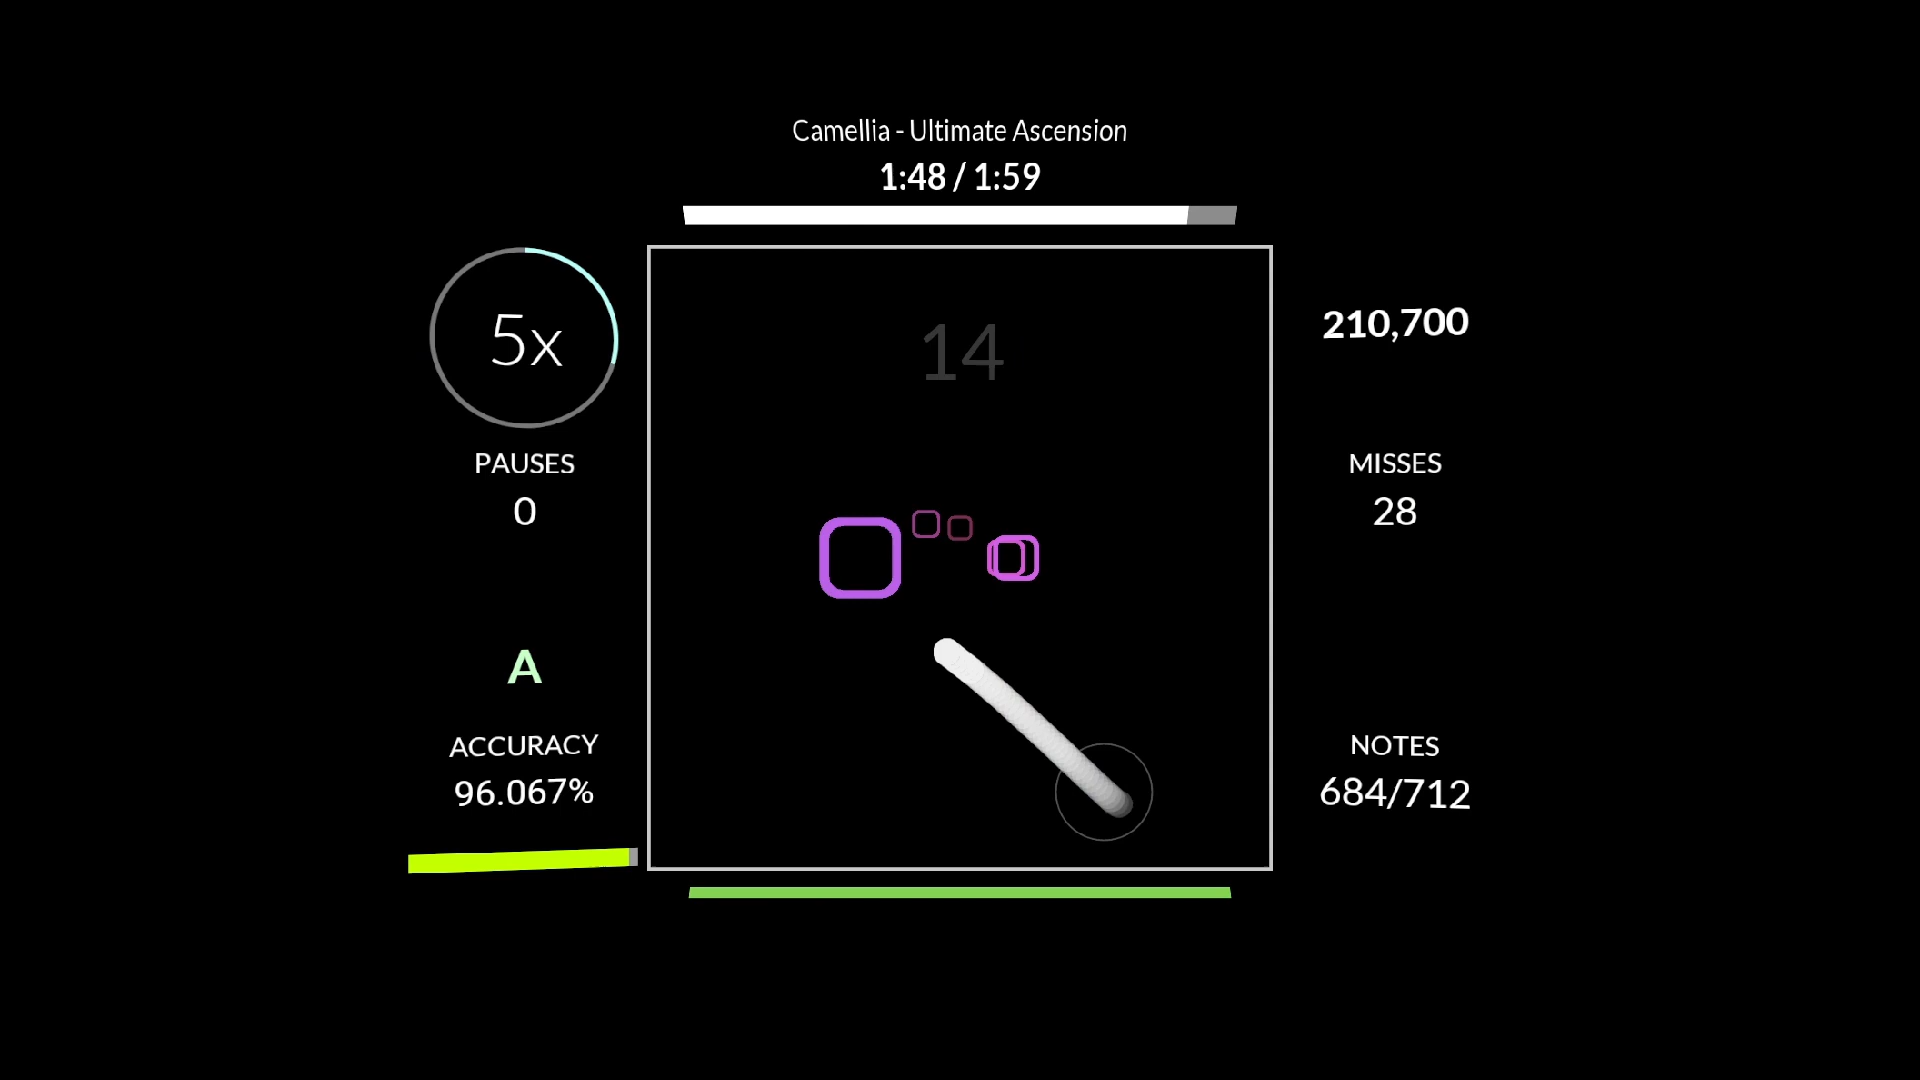 Camellia - Ultimate Ascension
1:48 / 1:59
5x
14
210,700
PAUSES
0
MISSES
28
A
ACCURACY
96.067%
NOTES
684/712